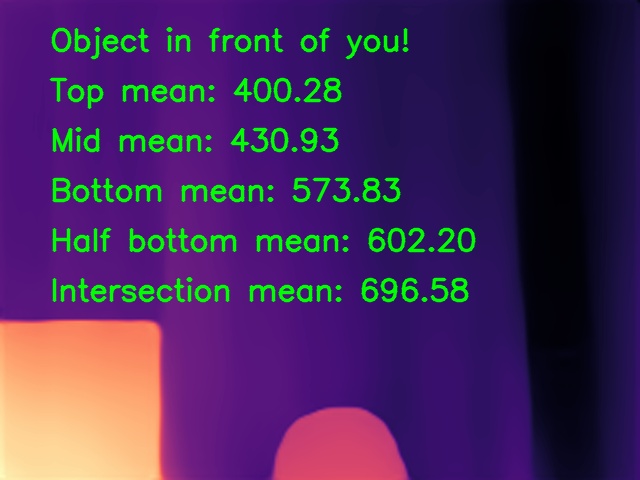 Object in front of you!
Top mean: 400.28
Mid mean: 430.93
Bottom mean: 573.83
Half bottom mean: 602.20
Intersection mean: 696.58